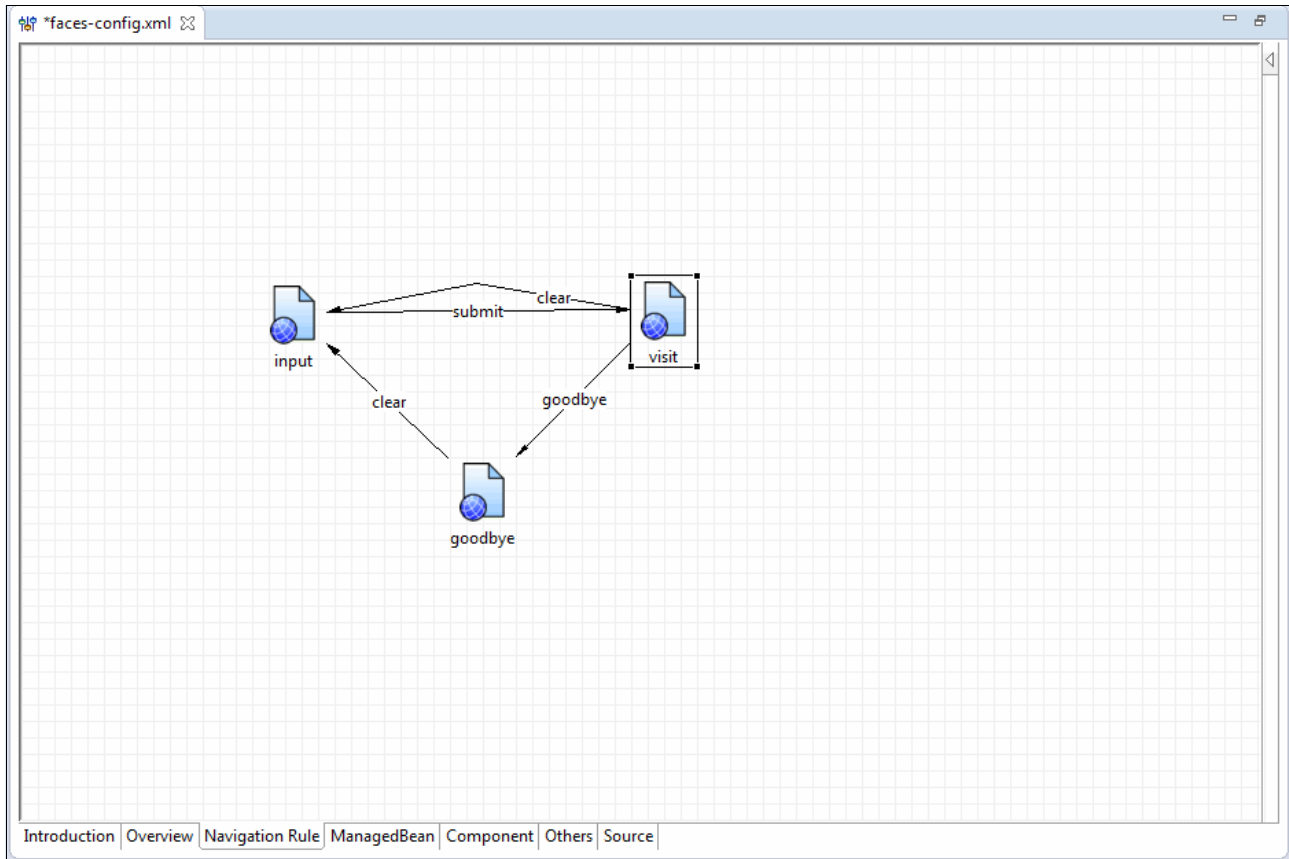 *faces-config.xml
clear
submit
input
visit
clear
goodbye
goodbye
Introduction Overview Navigation Rule ManagedBean Component Others Source